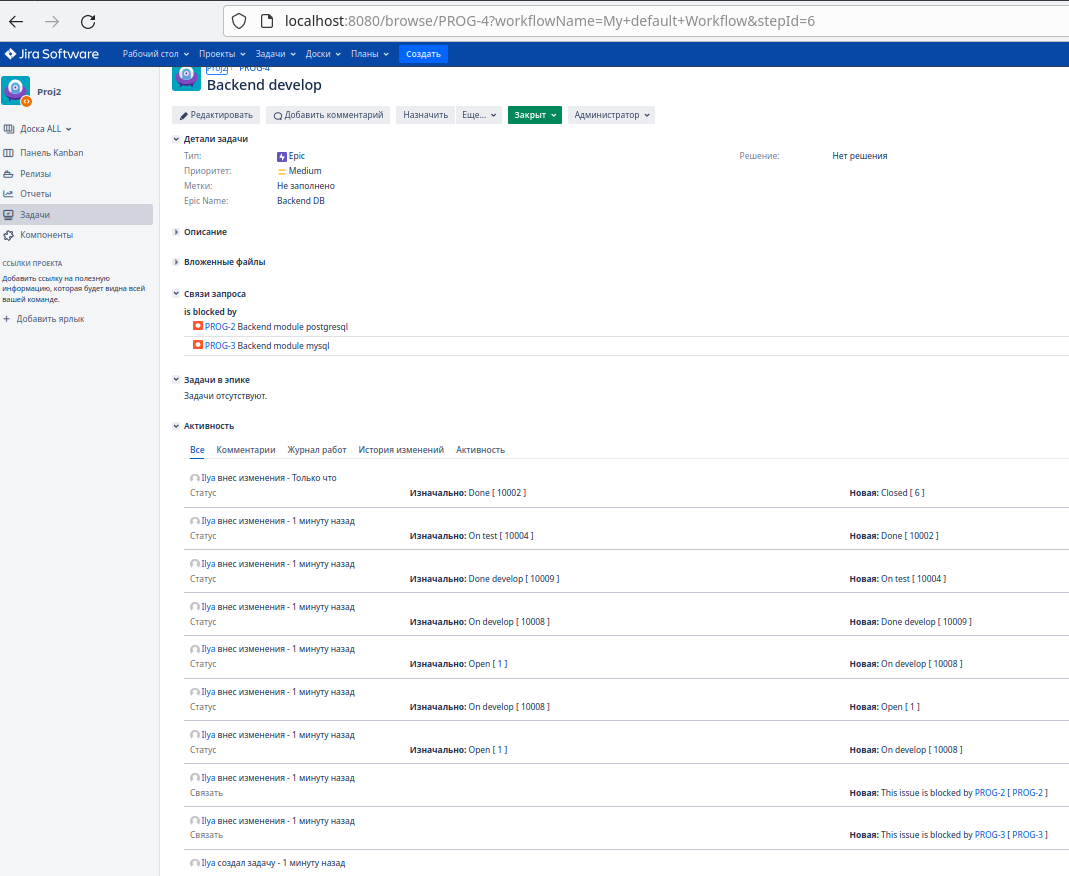 localhost:8080/browse/PROG-4?workflowName=My+default+Workflow&stepId=6
Jira Software
Рабочий стол
Проекты
Задачи
Доски
Планы
Создать
Proj2
Доска ALL
Панель Kanban
Релизы
Отчеты
Задачи
Компоненты
ССЫЛКИ ПРОЕКТА
Добавить ссылку на полезную
информацию, которая будет видна всей
вашей команде.
+ Добавить ярлык
Proj2 PROG-4
Backend develop
Редактировать
Добавить комментарий
Назначить
Еще...
Закрыт
Администратор
Детали задачи
Тип: Epic
Решение: Нет решения
Приоритет: Medium
Метки: Не заполнено
Epic Name: Backend DB
Описание
Вложенные файлы
Связи запроса
is blocked by
PROG-2 Backend module postgresql
PROG-3 Backend module mysql
Задачи в эпике
Задачи отсутствуют.
Активность
Все Комментарии Журнал работ История изменений Активность
Ilya внес изменения - Только что
Статус Изначально: Done [ 10002 ] Новая: Closed [ 6 ]
Ilya внес изменения - 1 минуту назад
Статус Изначально: On test [ 10004 ] Новая: Done [ 10002 ]
Ilya внес изменения - 1 минуту назад
Статус Изначально: Done develop [ 10009 ] Новая: On test [ 10004 ]
Ilya внес изменения - 1 минуту назад
Статус Изначально: On develop [ 10008 ] Новая: Done develop [ 10009 ]
Ilya внес изменения - 1 минуту назад
Статус Изначально: Open [ 1 ] Новая: On develop [ 10008 ]
Ilya внес изменения - 1 минуту назад
Статус Изначально: On develop [ 10008 ] Новая: Open [ 1 ]
Ilya внес изменения - 1 минуту назад
Статус Изначально: Open [ 1 ] Новая: On develop [ 10008 ]
Ilya внес изменения - 1 минуту назад
Связать Новая: This issue is blocked by PROG-2 [ PROG-2 ]
Ilya внес изменения - 1 минуту назад
Связать Новая: This issue is blocked by PROG-3 [ PROG-3 ]
Ilya создал задачу - 1 минуту назад